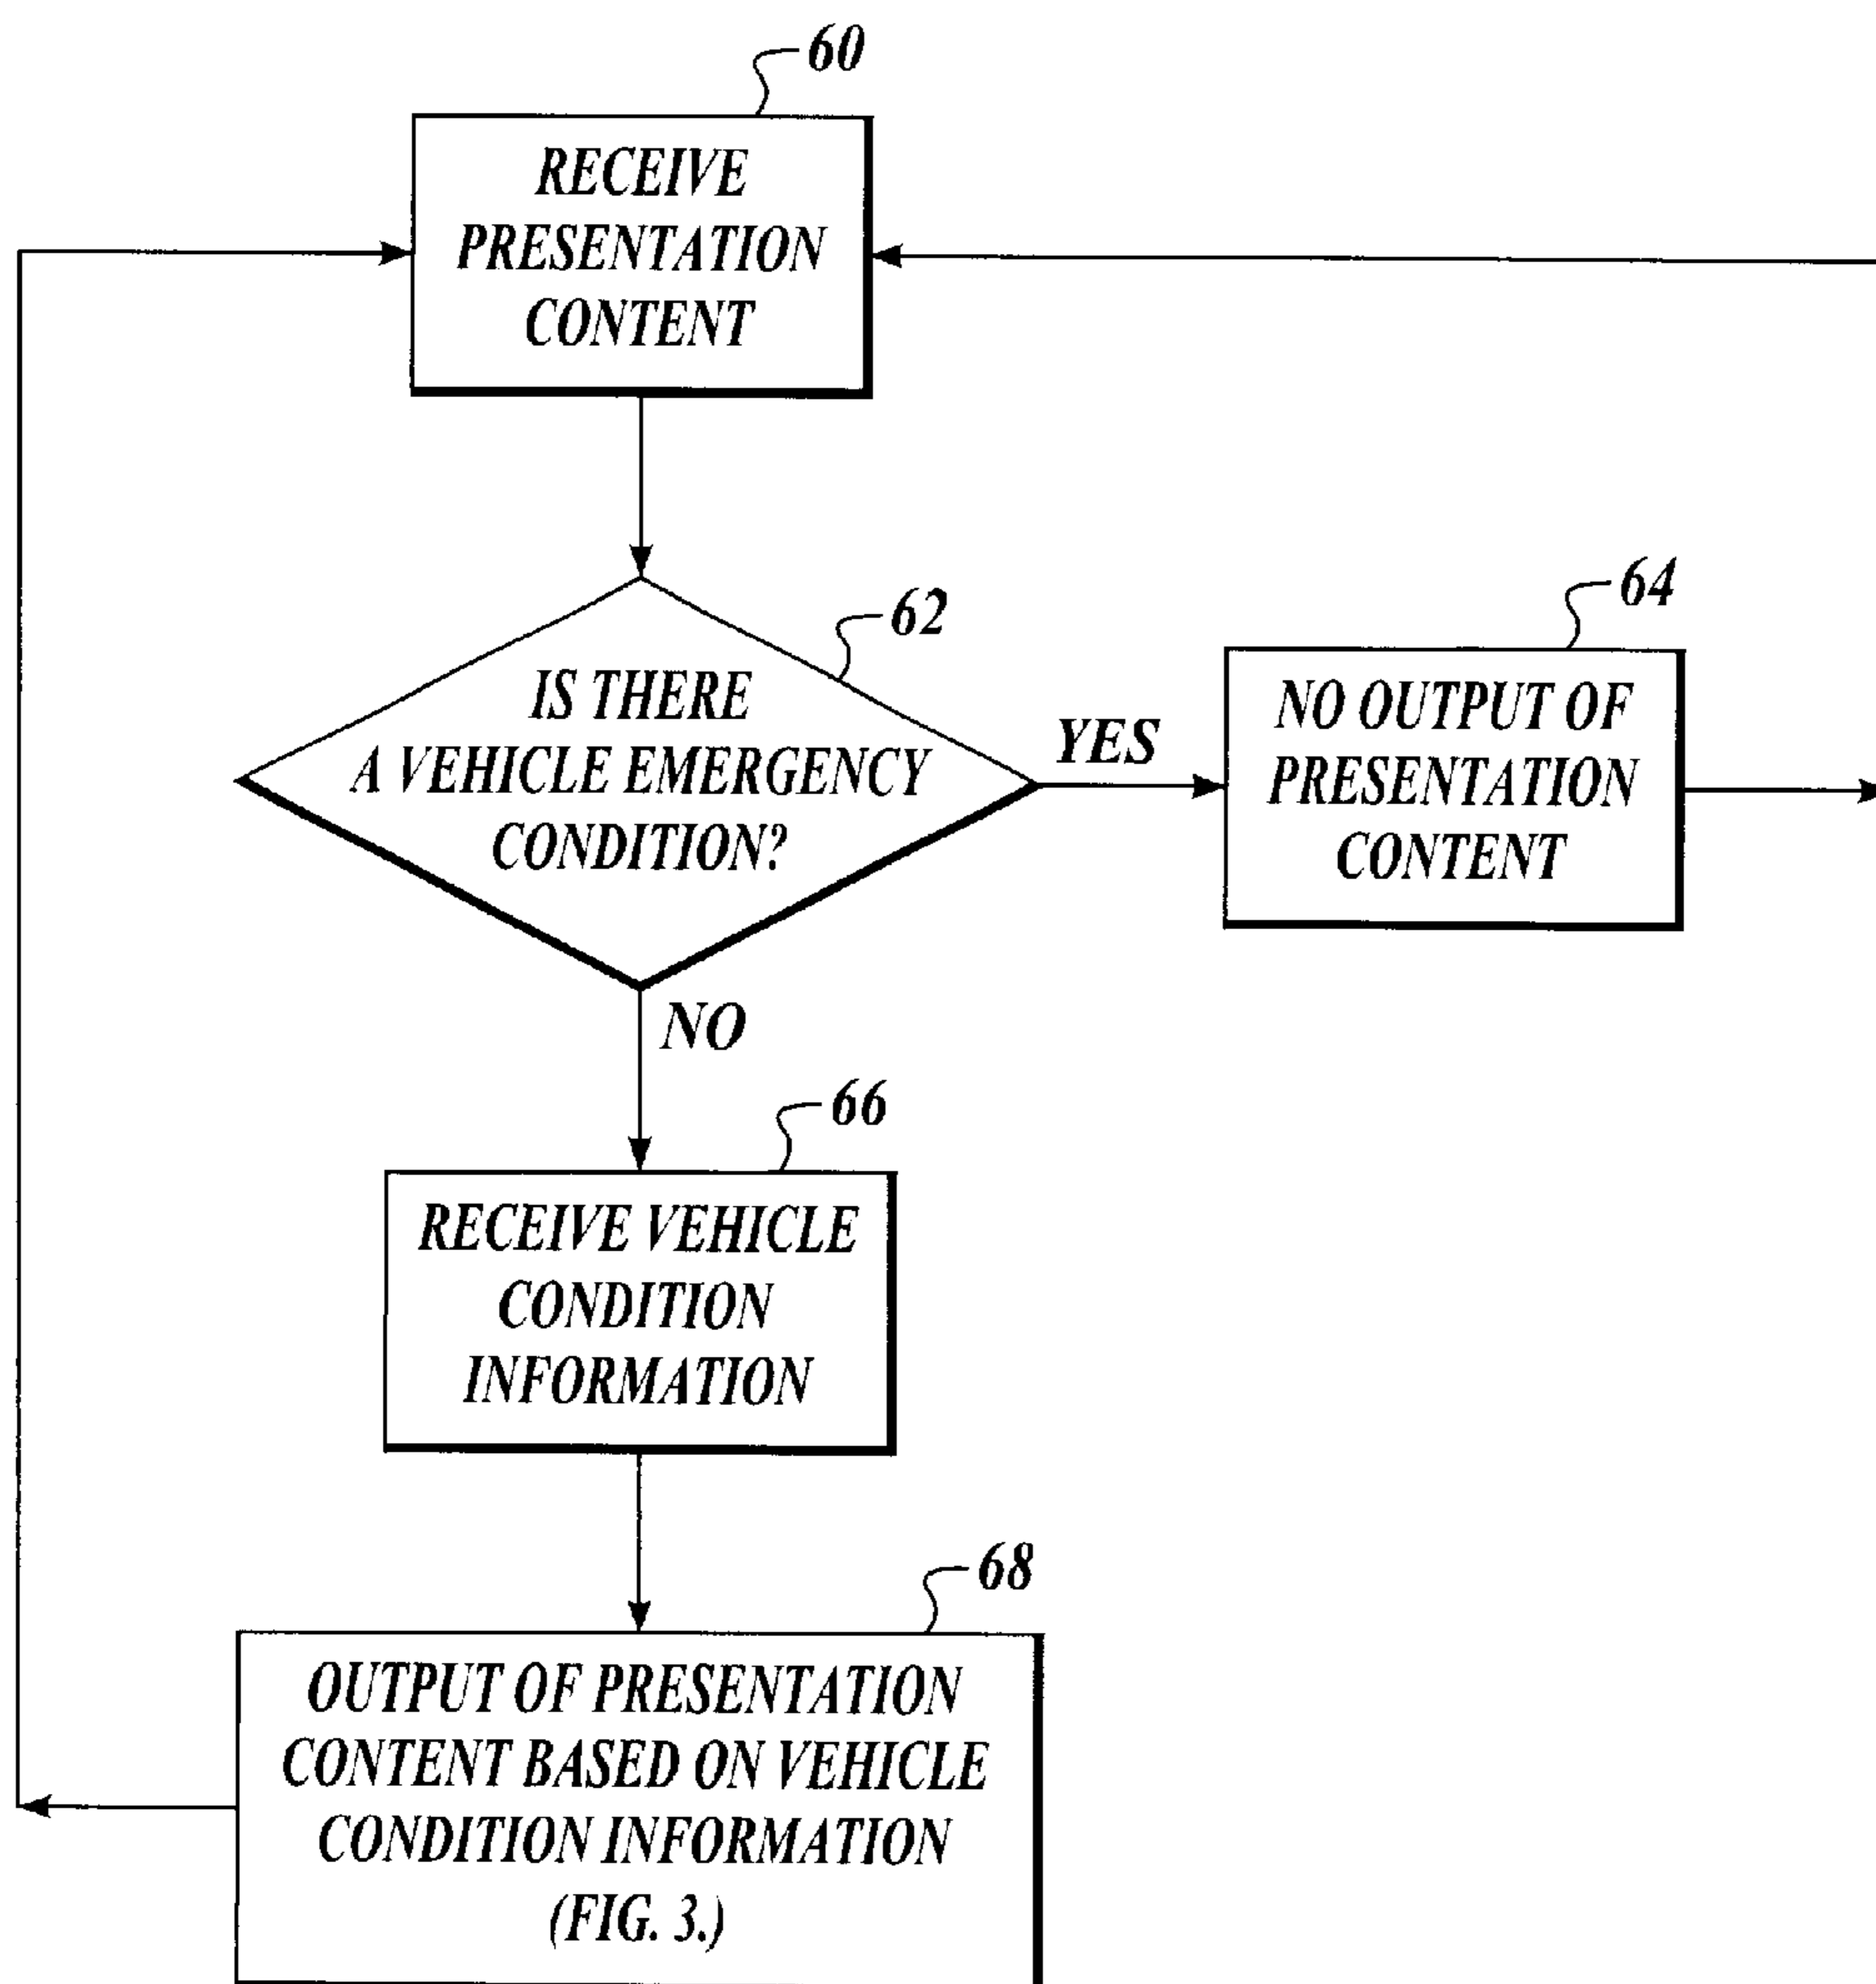 60
RECEIVE
PRESENTATION
CONTENT
62
IS THERE
A VEHICLE EMERGENCY
CONDITION?
YES
64
NO OUTPUT OF
PRESENTATION
CONTENT
NO
66
RECEIVE VEHICLE
CONDITION
INFORMATION
68
OUTPUT OF PRESENTATION
CONTENT BASED ON VEHICLE
CONDITION INFORMATION
(FIG. 3.)